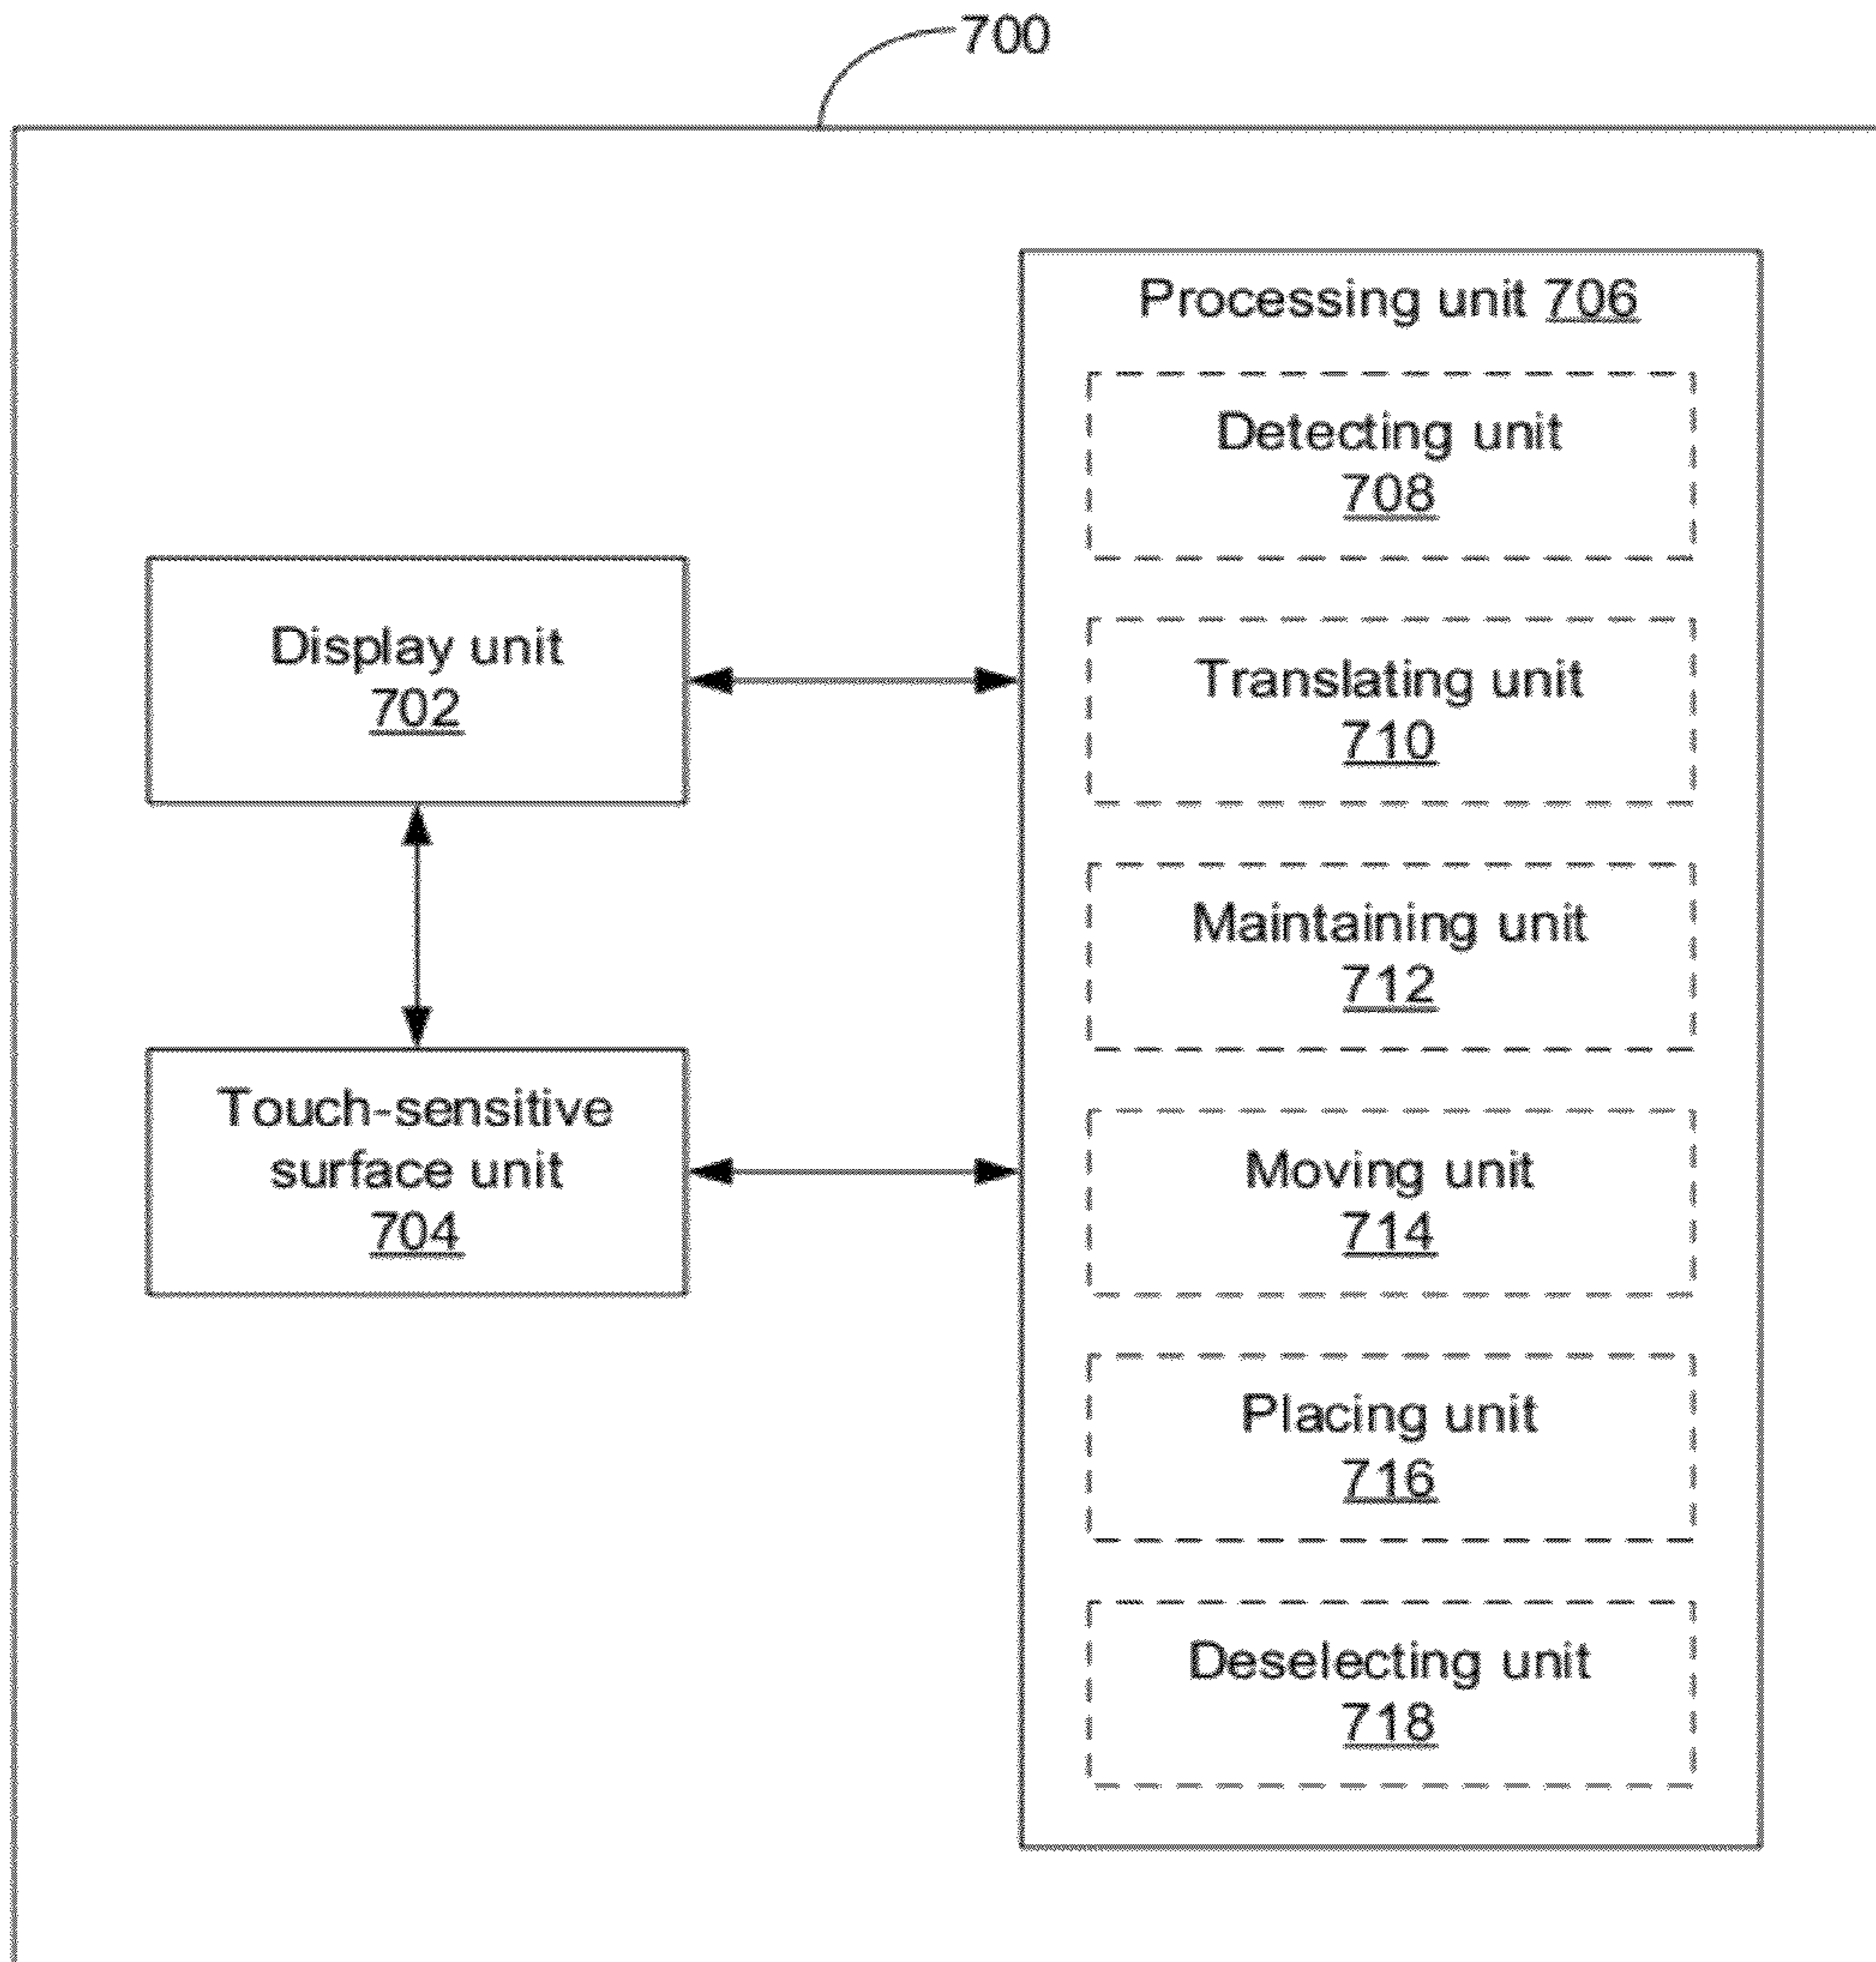 700
Processing unit 706
Detecting unit
708
Display unit
702
Translating unit
710
Maintaining unit
712
Touch-sensitive
surface unit
704
Moving unit
714
Placing unit
716
Deselecting unit
718